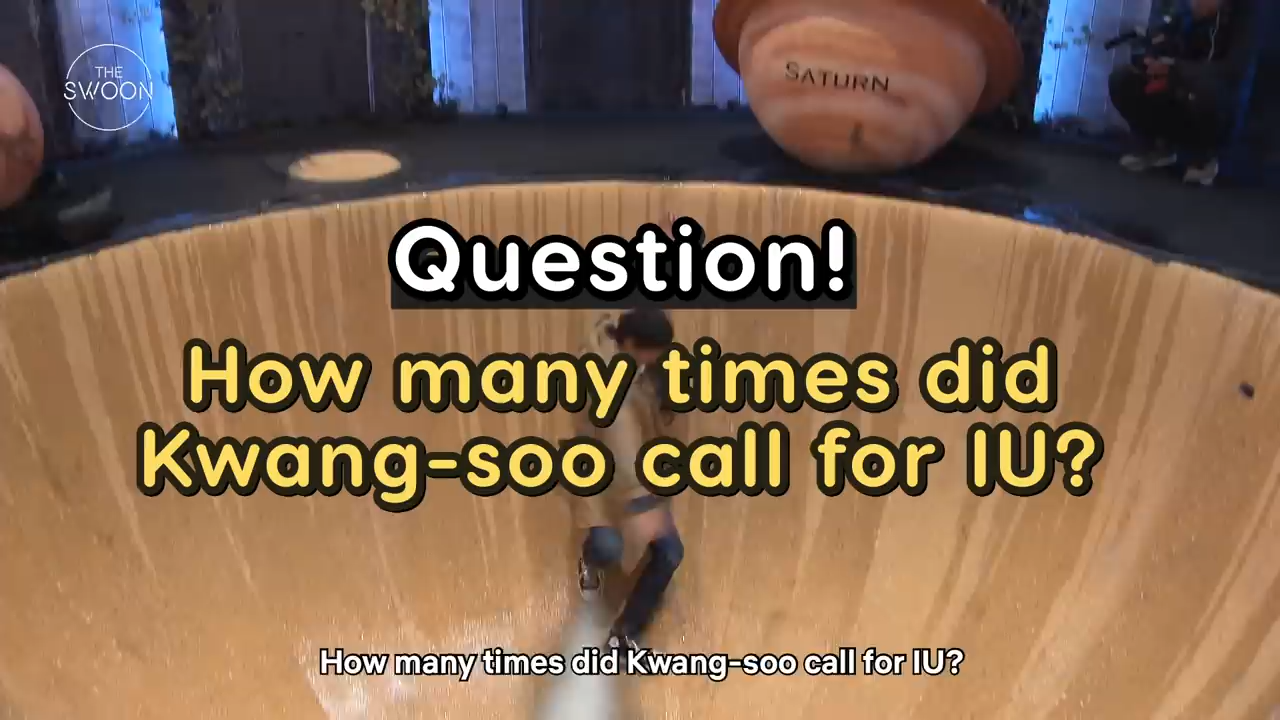 THE
SWOON
SATURN
Question!
How many times did
Kwang-soo call for IU?
How many times did Kwang-soo call for IU?